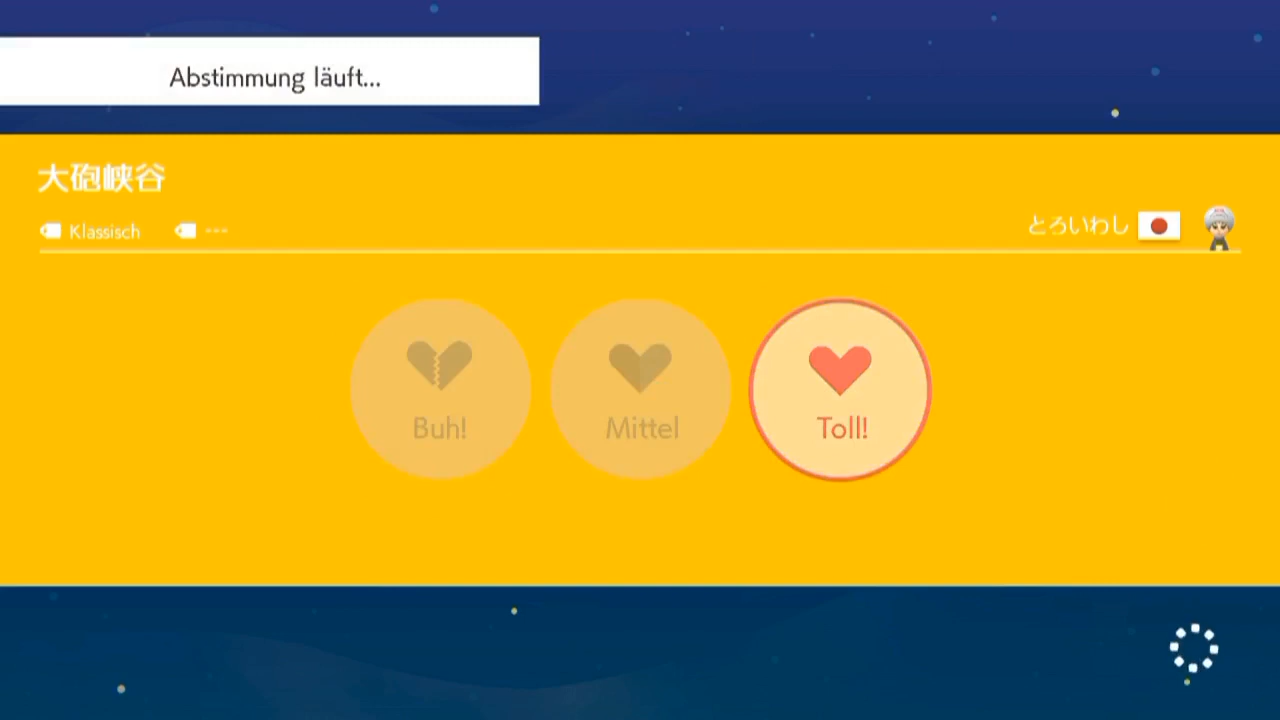 Abstimmung läuft...
大砲峡谷
Klassisch ---
とろいわし
Buh! Mittel Toll!